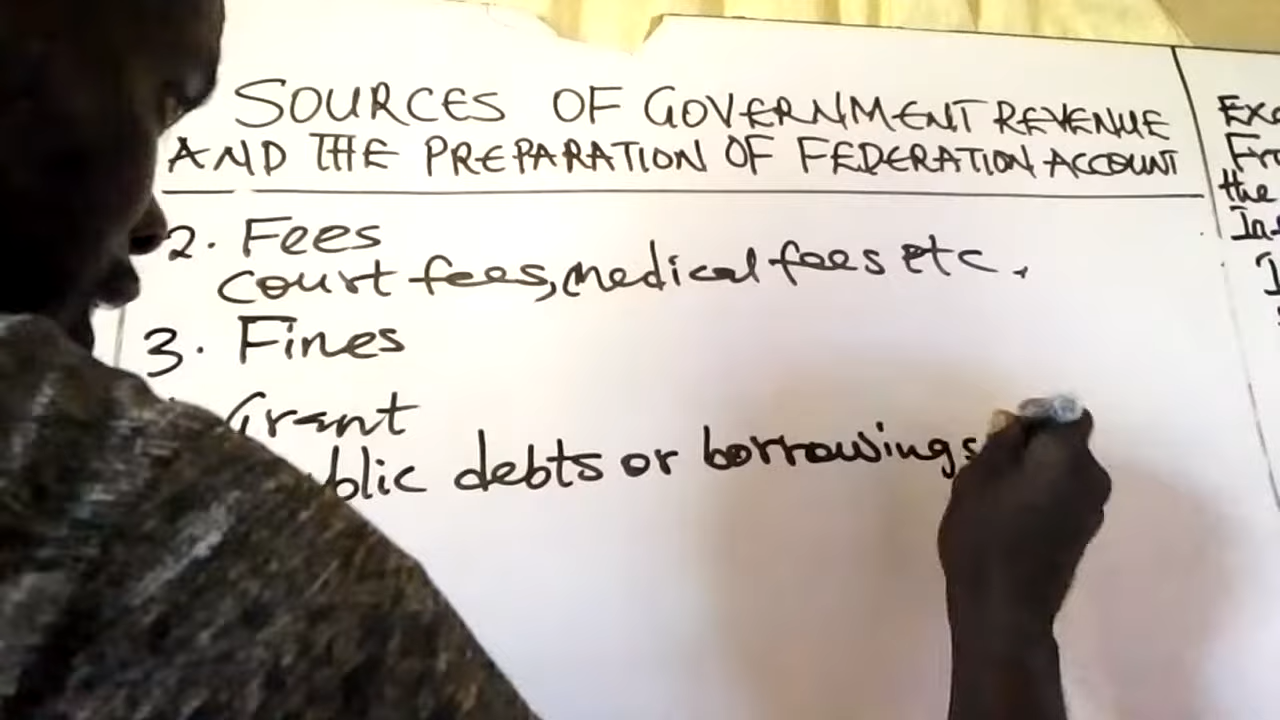 SOURCES OF GOVERNMENT REVENUE
AND THE PREPARATION OF FEDERATION ACCOUNT
2. Fees
court fees, medical fees etc.
3. Fines
Grant
debts or borrowings
the